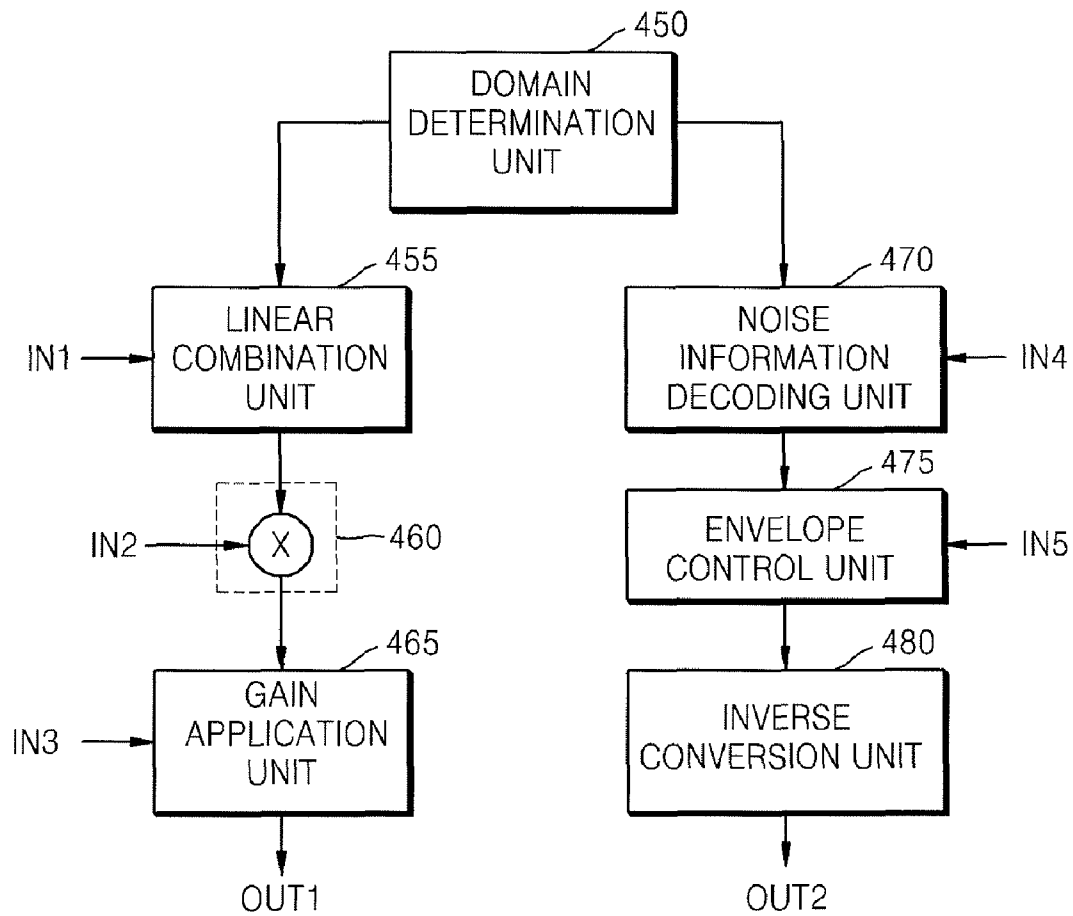 450
DOMAIN
DETERMINATION
UNIT
455
LINEAR
COMBINATION
UNIT
IN1
470
NOISE
INFORMATION
DECODING UNIT
IN4
IN2
X
460
475
ENVELOPE
CONTROL UNIT
IN5
465
GAIN
APPLICATION
UNIT
IN3
480
INVERSE
CONVERSION UNIT
OUT1
OUT2